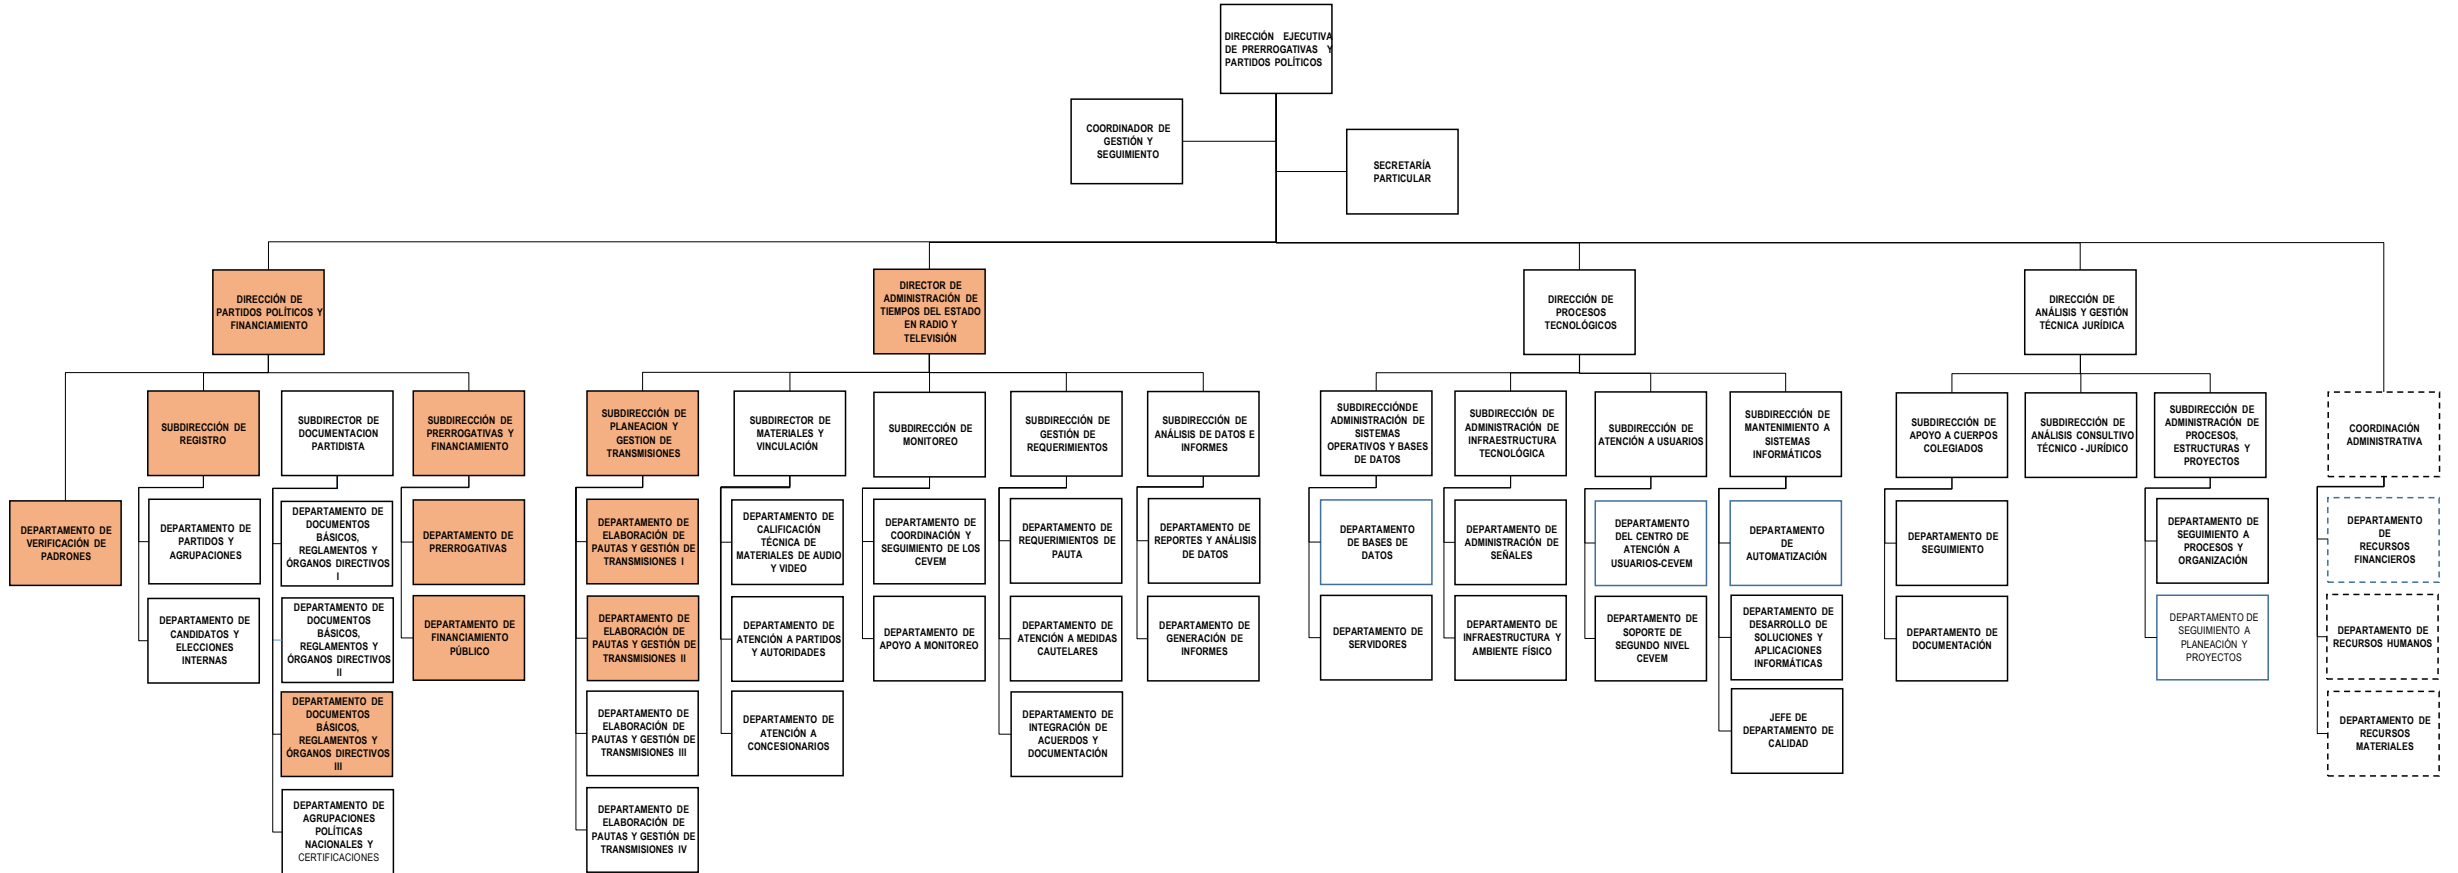 DIRECCIÓN EJECUTIVA
DE PRERROGATIVAS Y
PARTIDOS POLÍTICOS
COORDINADOR DE
GESTIÓN Y
SEGUIMIENTO
SECRETARÍA
PARTICULAR
DIRECCIÓN DE
PARTIDOS POLÍTICOS Y
FINANCIAMIENTO
DIRECTOR DE
ADMINISTRACIÓN DE
TIEMPOS DEL ESTADO
EN RADIO Y
TELEVISIÓN
DIRECCIÓN DE
PROCESOS
TECNOLÓGICOS
DIRECCIÓN DE
ANÁLISIS Y GESTIÓN
TÉCNICA JURÍDICA
SUBDIRECCIÓN DE
REGISTRO
SUBDIRECTOR DE
DOCUMENTACION
PARTIDISTA
SUBDIRECCIÓN DE
PRERROGATIVAS Y
FINANCIAMIENTO
SUBDIRECCIÓN DE
PLANEACION Y
GESTION DE
TRANSMISIONES
SUBDIRECTOR DE
MATERIALES Y
VINCULACIÓN
SUBDIRECCIÓN DE
MONITOREO
SUBDIRECCIÓN DE
GESTIÓN DE
REQUERIMIENTOS
SUBDIRECCIÓN DE
ANÁLISIS DE DATOS E
INFORMES
SUBDIRECCIÓNDE
ADMINISTRACIÓN DE
SISTEMAS
OPERATIVOS Y BASES
DE DATOS
SUBDIRECCIÓN DE
ADMINISTRACIÓN DE
INFRAESTRUCTURA
TECNOLÓGICA
SUBDIRECCIÓN DE
ATENCIÓN A USUARIOS
SUBDIRECCIÓN DE
MANTENIMIENTO A
SISTEMAS
INFORMÁTICOS
SUBDIRECCIÓN DE
APOYO A CUERPOS
COLEGIADOS
SUBDIRECCIÓN DE
ANÁLISIS CONSULTIVO
TÉCNICO - JURÍDICO
SUBDIRECCIÓN DE
ADMINISTRACIÓN DE
PROCESOS,
ESTRUCTURAS Y
PROYECTOS
COORDINACIÓN
ADMINISTRATIVA
DEPARTAMENTO DE
VERIFICACIÓN DE
PADRONES
DEPARTAMENTO DE
PARTIDOS Y
AGRUPACIONES
DEPARTAMENTO DE
DOCUMENTOS
BÁSICOS,
REGLAMENTOS Y
ÓRGANOS DIRECTIVOS
I
DEPARTAMENTO DE
PRERROGATIVAS
DEPARTAMENTO DE
ELABORACIÓN DE
PAUTAS Y GESTIÓN DE
TRANSMISIONES I
DEPARTAMENTO DE
CALIFICACIÓN
TÉCNICA DE
MATERIALES DE AUDIO
Y VIDEO
DEPARTAMENTO DE
COORDINACIÓN Y
SEGUIMIENTO DE LOS
CEVEM
DEPARTAMENTO DE
REQUERIMIENTOS DE
PAUTA
DEPARTAMENTO DE
REPORTES Y ANÁLISIS
DE DATOS
DEPARTAMENTO
DE BASES DE
DATOS
DEPARTAMENTO DE
ADMINISTRACIÓN DE
SEÑALES
DEPARTAMENTO
DEL CENTRO DE
ATENCIÓN A
USUARIOS-CEVEM
DEPARTAMENTO
DE
AUTOMATIZACIÓN
DEPARTAMENTO DE
SEGUIMIENTO
DEPARTAMENTO DE
SEGUIMIENTO A
PROCESOS Y
ORGANIZACIÓN
DEPARTAMENTO
DE
RECURSOS
FINANCIEROS
DEPARTAMENTO DE
CANDIDATOS Y
ELECCIONES
INTERNAS
DEPARTAMENTO DE
DOCUMENTOS
BÁSICOS,
REGLAMENTOS Y
ÓRGANOS DIRECTIVOS
II
DEPARTAMENTO DE
FINANCIAMIENTO
PÚBLICO
DEPARTAMENTO DE
ELABORACIÓN DE
PAUTAS Y GESTIÓN DE
TRANSMISIONES II
DEPARTAMENTO DE
ATENCIÓN A PARTIDOS
Y AUTORIDADES
DEPARTAMENTO DE
APOYO A MONITOREO
DEPARTAMENTO DE
ATENCIÓN A MEDIDAS
CAUTELARES
DEPARTAMENTO DE
GENERACIÓN DE
INFORMES
DEPARTAMENTO DE
SERVIDORES
DEPARTAMENTO DE
INFRAESTRUCTURA Y
AMBIENTE FÍSICO
DEPARTAMENTO DE
SOPORTE DE
SEGUNDO NIVEL
CEVEM
DEPARTAMENTO DE
DESARROLLO DE
SOLUCIONES Y
APLICACIONES
INFORMÁTICAS
DEPARTAMENTO DE
DOCUMENTACIÓN
DEPARTAMENTO DE
SEGUIMIENTO A
PLANEACIÓN Y
PROYECTOS
DEPARTAMENTO DE
RECURSOS HUMANOS
DEPARTAMENTO DE
DOCUMENTOS
BÁSICOS,
REGLAMENTOS Y
ÓRGANOS DIRECTIVOS
III
DEPARTAMENTO DE
ELABORACIÓN DE
PAUTAS Y GESTIÓN DE
TRANSMISIONES III
DEPARTAMENTO DE
ATENCIÓN A
CONCESIONARIOS
DEPARTAMENTO DE
INTEGRACIÓN DE
ACUERDOS Y
DOCUMENTACIÓN
JEFE DE
DEPARTAMENTO DE
CALIDAD
DEPARTAMENTO DE
RECURSOS
MATERIALES
DEPARTAMENTO DE
AGRUPACIONES
POLÍTICAS
NACIONALES Y
CERTIFICACIONES
DEPARTAMENTO DE
ELABORACIÓN DE
PAUTAS Y GESTIÓN DE
TRANSMISIONES IV